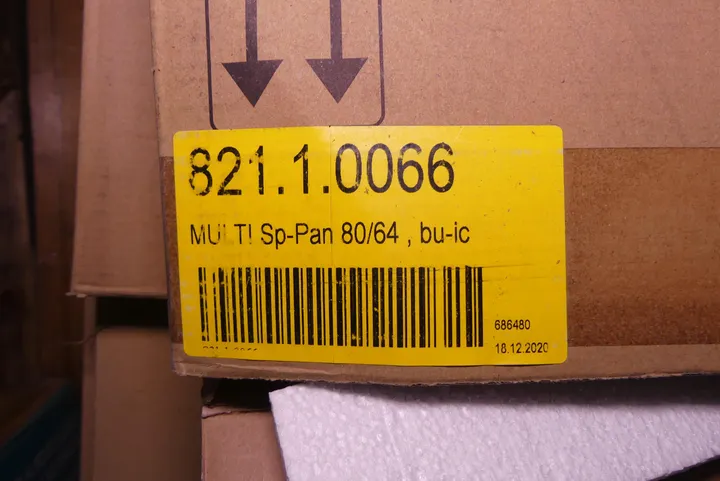 821.1.0066
MULTI Sp-Pan 80/64 , bu-ic
686480
18.12.2020